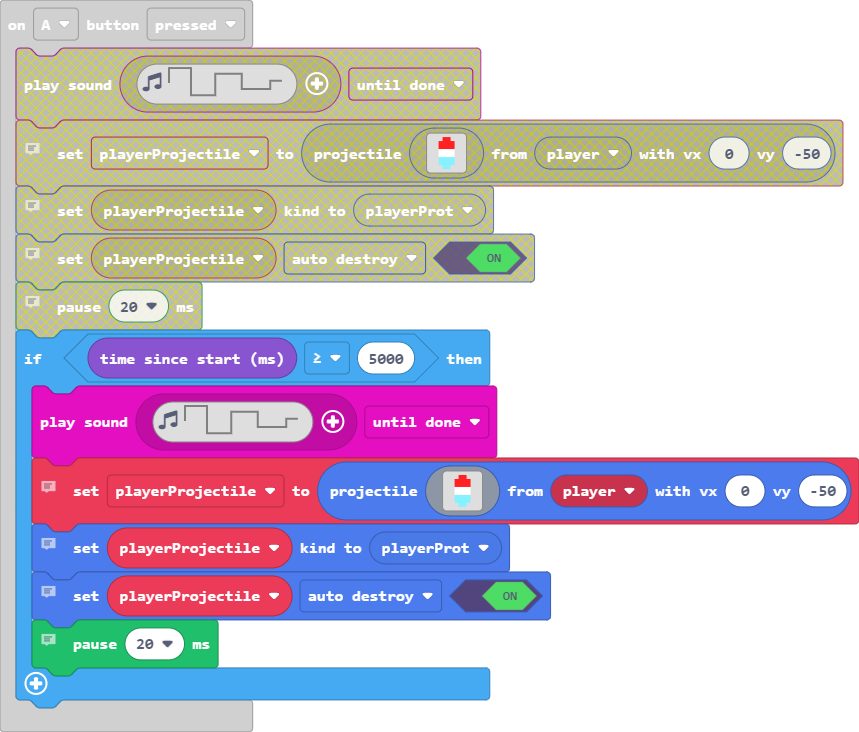 on A button pressed
play sound until done
set playerProjectile to projectile from player with vx 0 vy -50
set playerProjectile kind to playerProt
set playerProjectile auto destroy ON
pause 20 ms
if time since start (ms) ≥ 5000 then
play sound until done
set playerProjectile to projectile from player with vx 0 vy -50
set playerProjectile kind to playerProt
set playerProjectile auto destroy ON
pause 20 ms